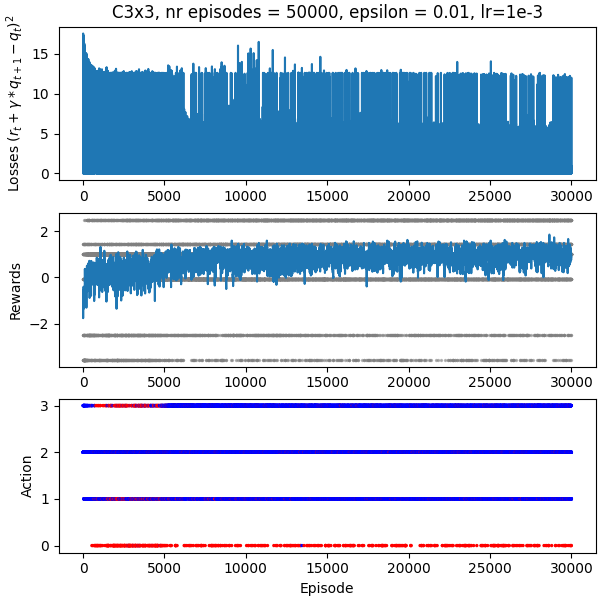 C3x3, nr episodes = 50000, epsilon = 0.01, lr=1e-3
Losses $(r_t + \gamma * q_{t+1} - q_t)^2$
15
10
5
0
0 5000 10000 15000 20000 25000 30000
Rewards
2
0
−2
0 5000 10000 15000 20000 25000 30000
Action
3
2
1
0
0 5000 10000 15000 20000 25000 30000
Episode